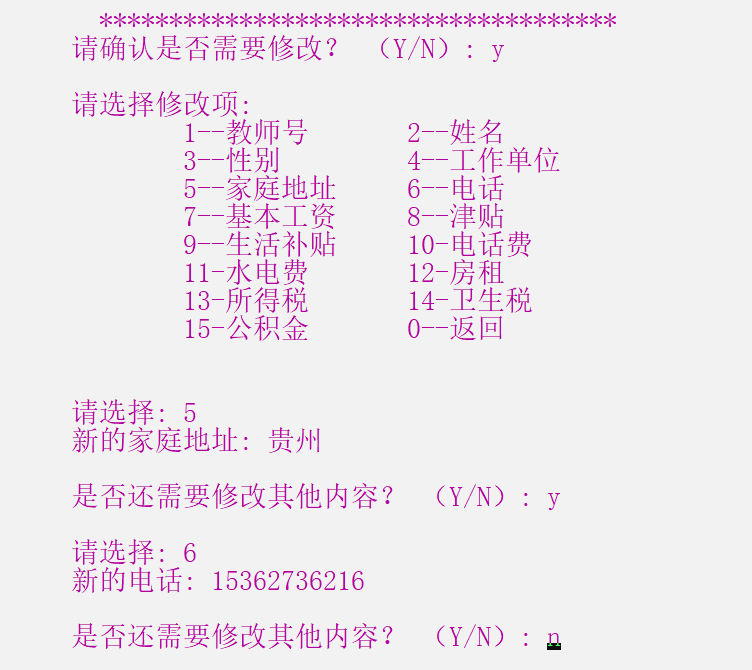 *************************************
请确认是否需要修改？ （Y/N）: y
请选择修改项:
1--教师号 2--姓名
3--性别 4--工作单位
5--家庭地址 6--电话
7--基本工资 8--津贴
9--生活补贴 10-电话费
11-水电费 12-房租
13-所得税 14-卫生税
15-公积金 0--返回
请选择: 5
新的家庭地址: 贵州
是否还需要修改其他内容？ （Y/N）: y
请选择: 6
新的电话: 15362736216
是否还需要修改其他内容？ （Y/N）: n